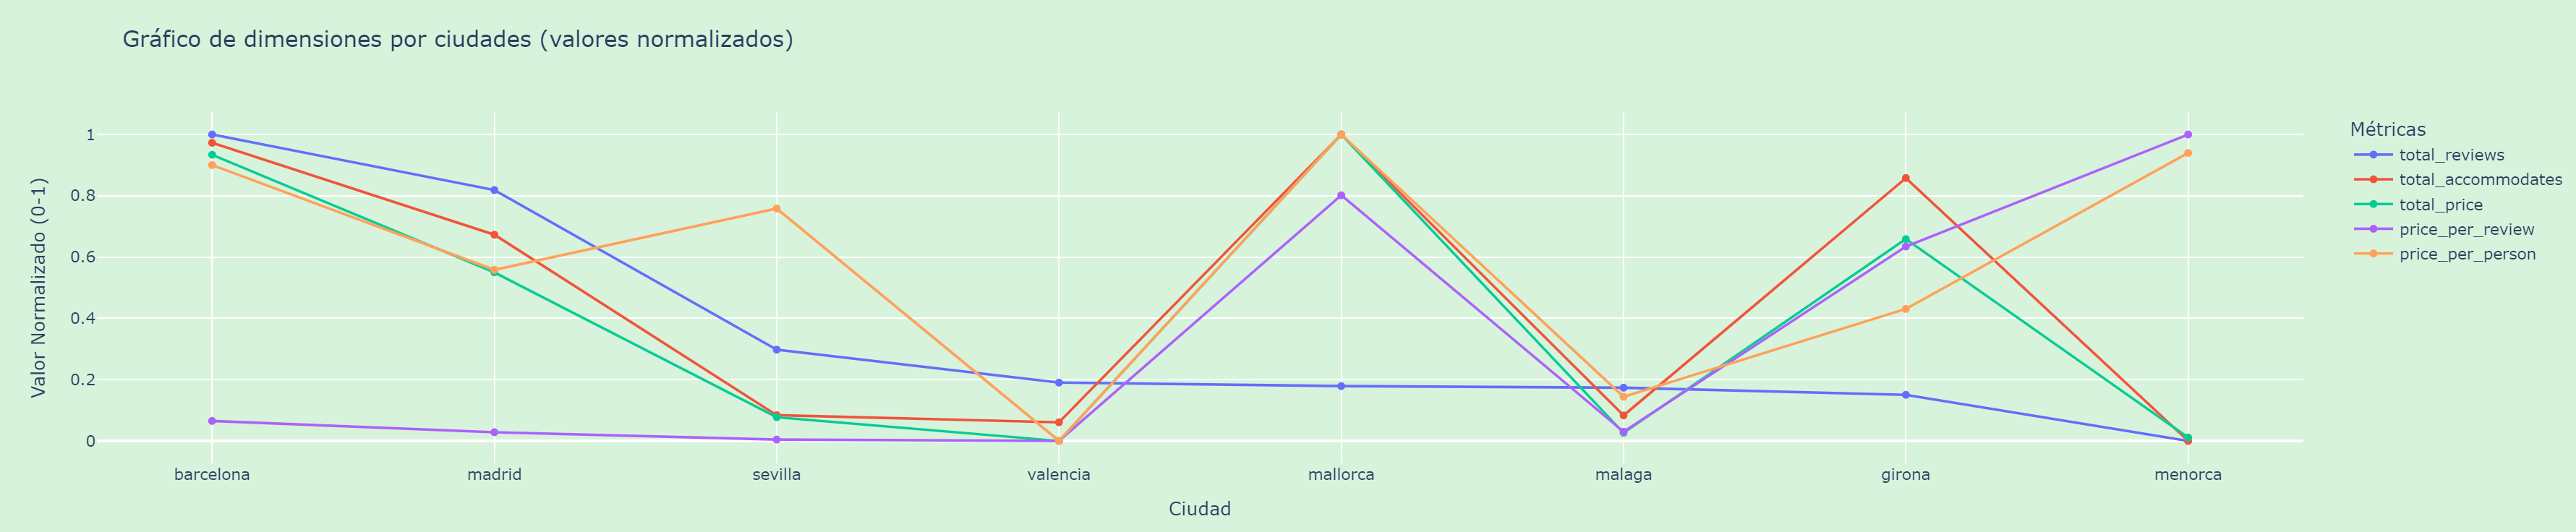 Gráfico de dimensiones por ciudades (valores normalizados)
Valor Normalizado (0-1)
1
0.8
0.6
0.4
0.2
0
barcelona
madrid
sevilla
valencia
mallorca
malaga
girona
menorca
Ciudad
Métricas
total_reviews
total_accommodates
total_price
price_per_review
price_per_person